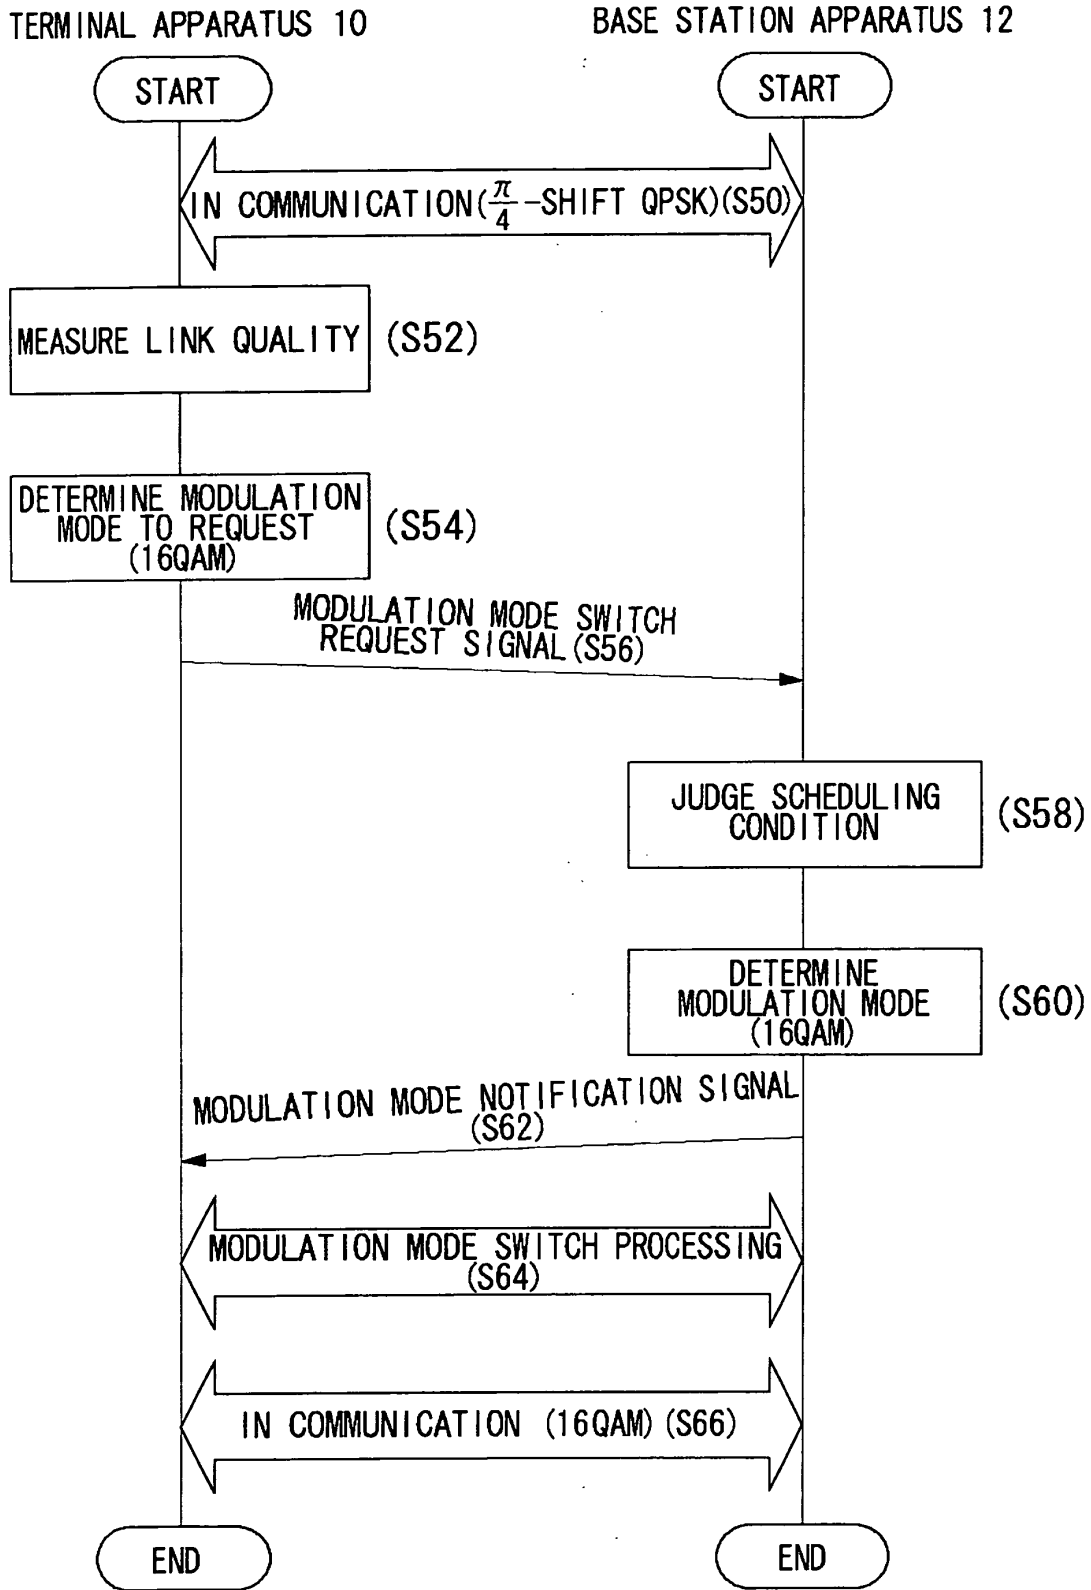 TERMINAL APPARATUS 10
BASE STATION APPARATUS 12
START
START
IN COMMUNICATION(π/4-SHIFT QPSK)(S50)
MEASURE LINK QUALITY
(S52)
DETERMINE MODULATION
MODE TO REQUEST
(16QAM)
(S54)
MODULATION MODE SWITCH
REQUEST SIGNAL(S56)
JUDGE SCHEDULING
CONDITION
(S58)
DETERMINE
MODULATION MODE
(16QAM)
(S60)
MODULATION MODE NOTIFICATION SIGNAL
(S62)
MODULATION MODE SWITCH PROCESSING
(S64)
IN COMMUNICATION (16QAM)(S66)
END
END